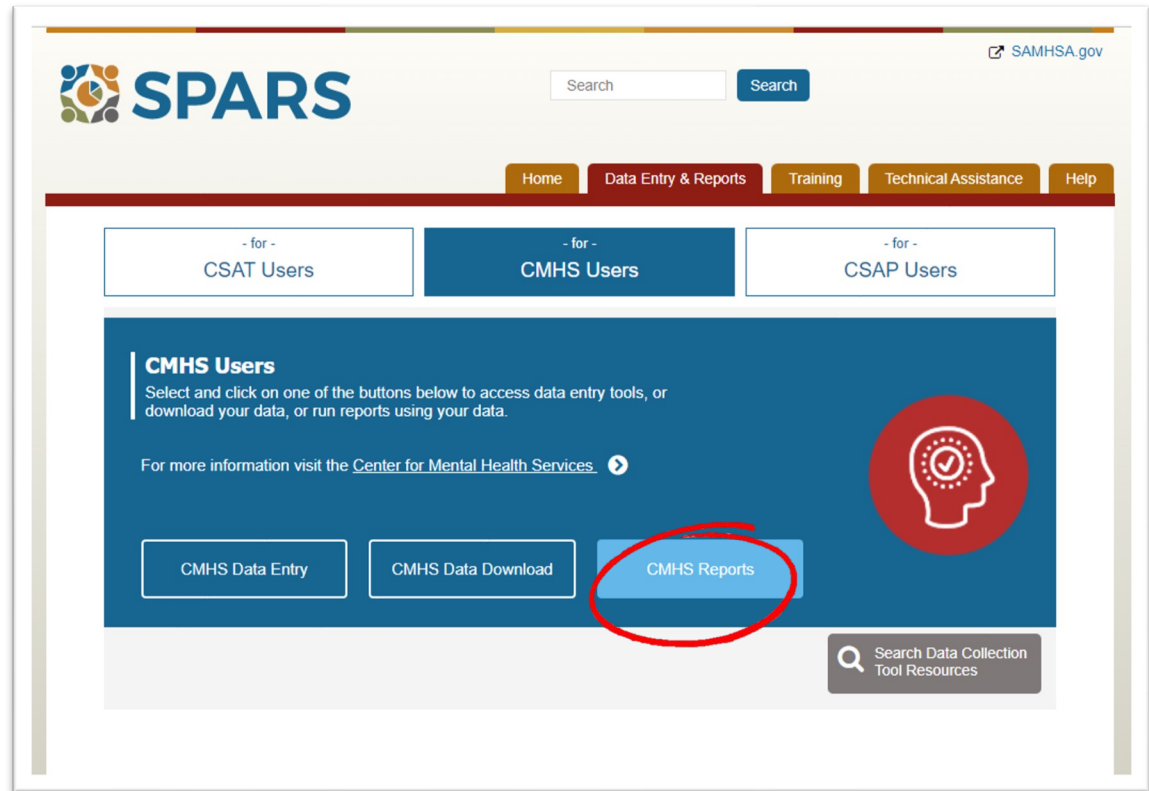 SAMHSA.gov
SPARS
Search
Search
Home
Data Entry & Reports
Training
Technical Assistance
Help
- for -
CSAT Users
- for -
CMHS Users
- for -
CSAP Users
CMHS Users
Select and click on one of the buttons below to access data entry tools, or
download your data, or run reports using your data.
For more information visit the Center for Mental Health Services
CMHS Data Entry
CMHS Data Download
CMHS Reports
Search Data Collection
Tool Resources